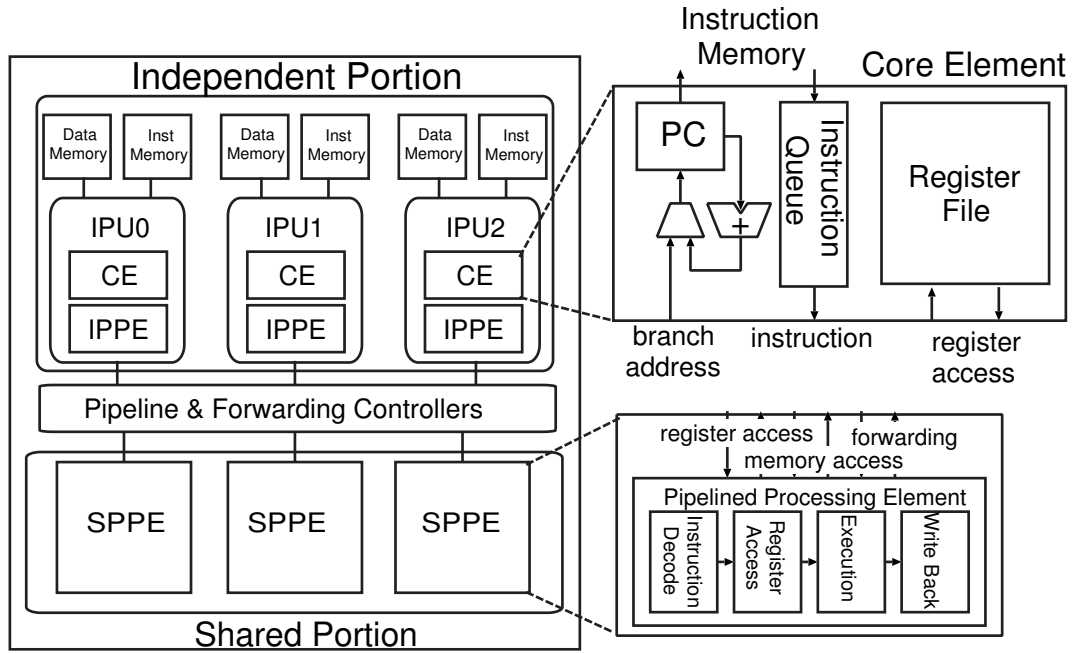 Independent Portion
Data
Memory
Inst
Memory
Data
Memory
Inst
Memory
Data
Memory
Inst
Memory
IPU0
CE
IPPE
IPU1
CE
IPPE
IPU2
CE
IPPE
Pipeline & Forwarding Controllers
SPPE
SPPE
SPPE
Shared Portion
Instruction
Memory
Core Element
PC
+
Instruction
Queue
Register
File
branch
address
instruction
register
access
register access
forwarding
memory access
Pipelined Processing Element
Instruction
Decode
Register
Access
Execution
Write Back